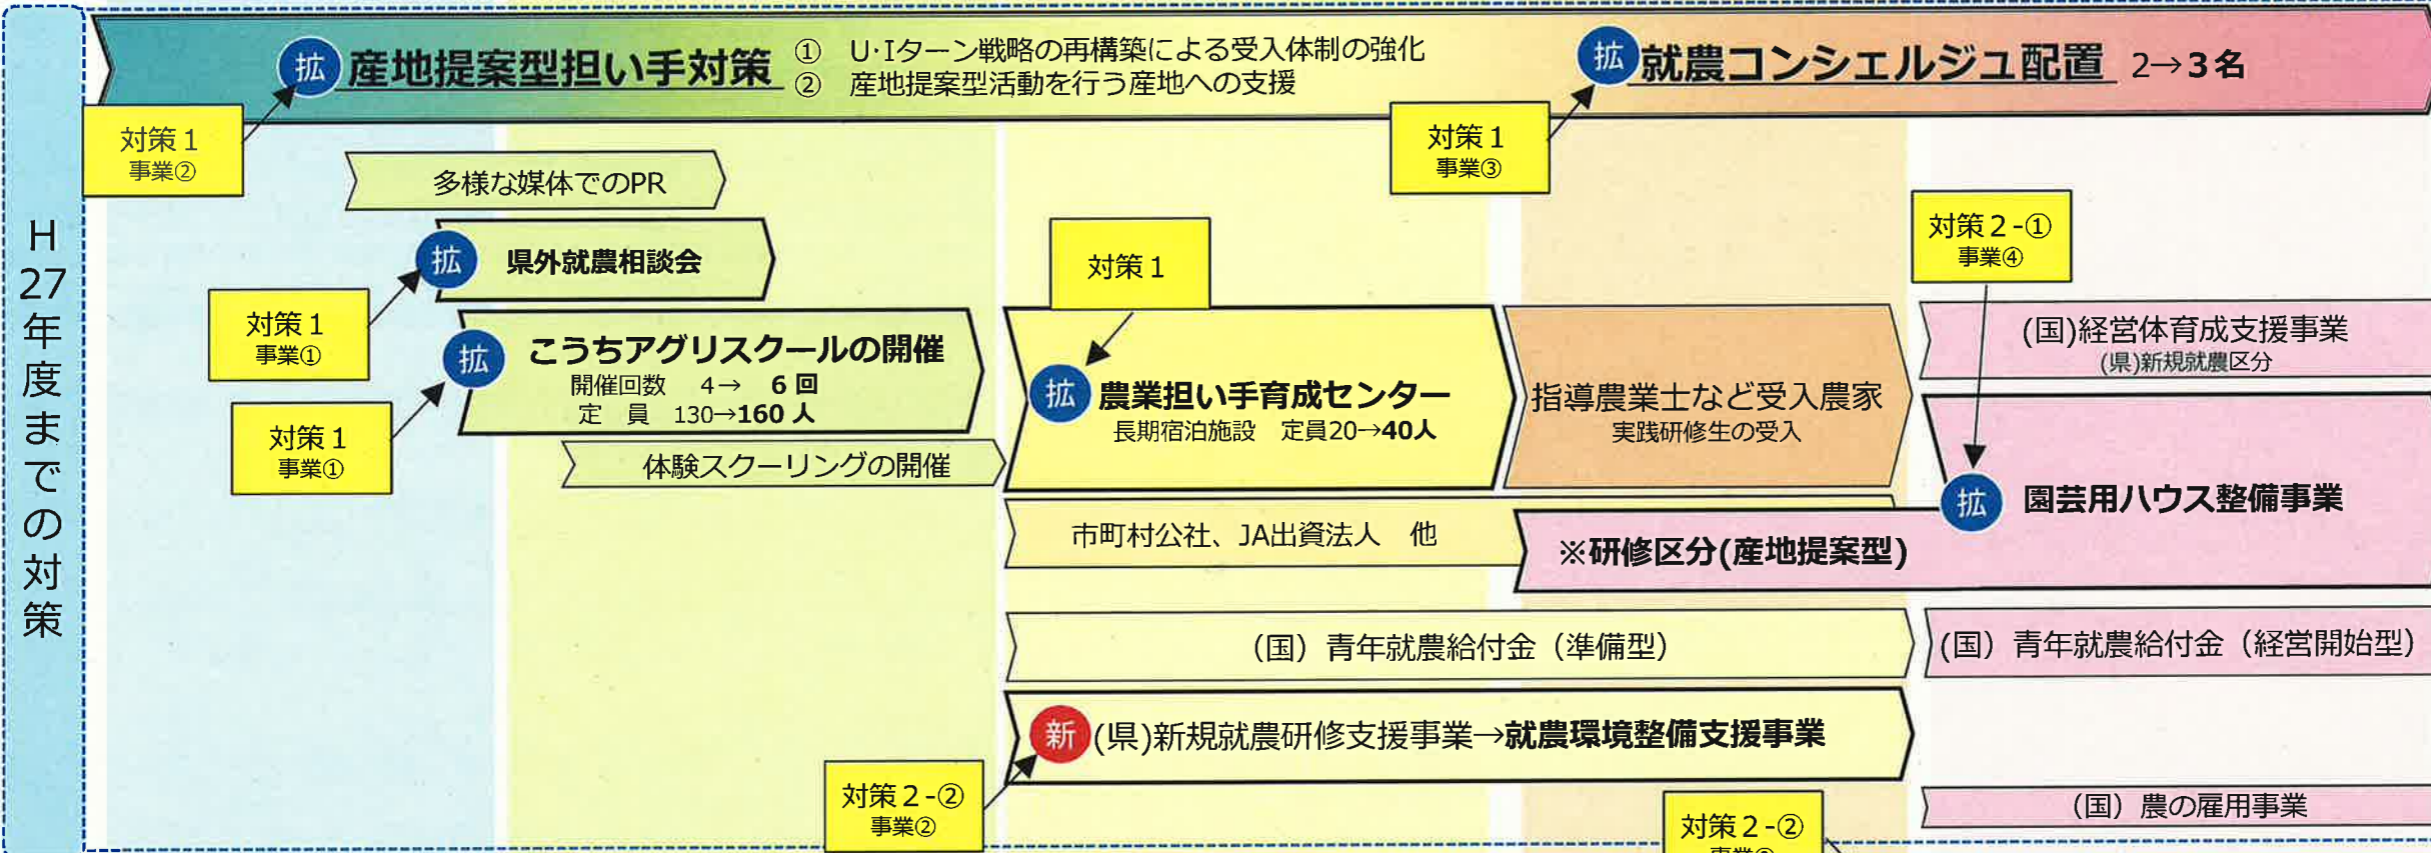 H27年度までの対策
拡 産地提案型担い手対策
① U・Iターン戦略の再構築による受入体制の強化
② 産地提案型活動を行う産地への支援
拡 就農コンシェルジュ配置 2→3名
対策1
事業②
対策1
事業③
多様な媒体でのPR
拡 県外就農相談会
対策1
事業①
拡 こうちアグリスクールの開催
開催回数 4→ 6回
定 員 130→160人
対策1
事業①
体験スクーリングの開催
対策1
拡 農業担い手育成センター
長期宿泊施設 定員20→40人
指導農業士など受入農家
実践研修生の受入
対策2-①
事業④
(国)経営体育成支援事業
(県)新規就農区分
拡 園芸用ハウス整備事業
※研修区分(産地提案型)
市町村公社、JA出資法人 他
(国)青年就農給付金(準備型)
(国)青年就農給付金(経営開始型)
新 (県)新規就農研修支援事業→就農環境整備支援事業
対策2-②
事業②
(国)農の雇用事業
対策2-②